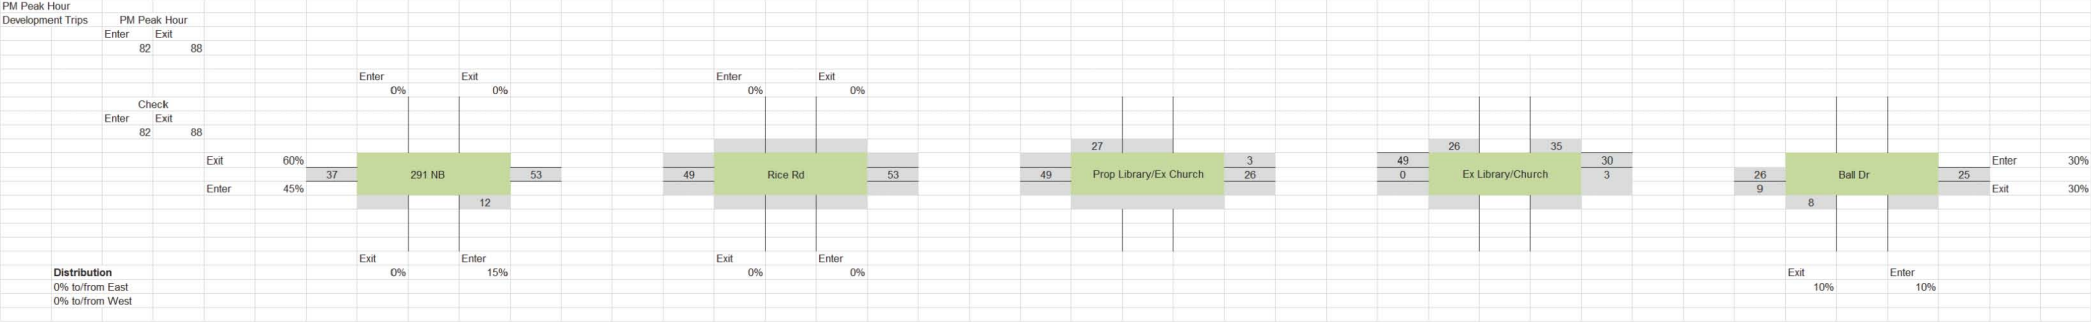 PM Peak Hour
Development Trips PM Peak Hour
Enter Exit
82 88
Enter Exit Enter Exit
0% 0% 0% 0%
Check
Enter Exit
82 88
27 26 35
Exit 60% 3 49 30 Enter 30%
37 291 NB 53 49 Rice Rd 53 49 Prop Library/Ex Church 26 0 Ex Library/Church 3 26 Ball Dr 25
Enter 45% 9 Exit 30%
12 8
Exit Enter Exit Enter
Distribution 0% 15% 0% 0% Exit Enter
0% to/from East 10% 10%
0% to/from West